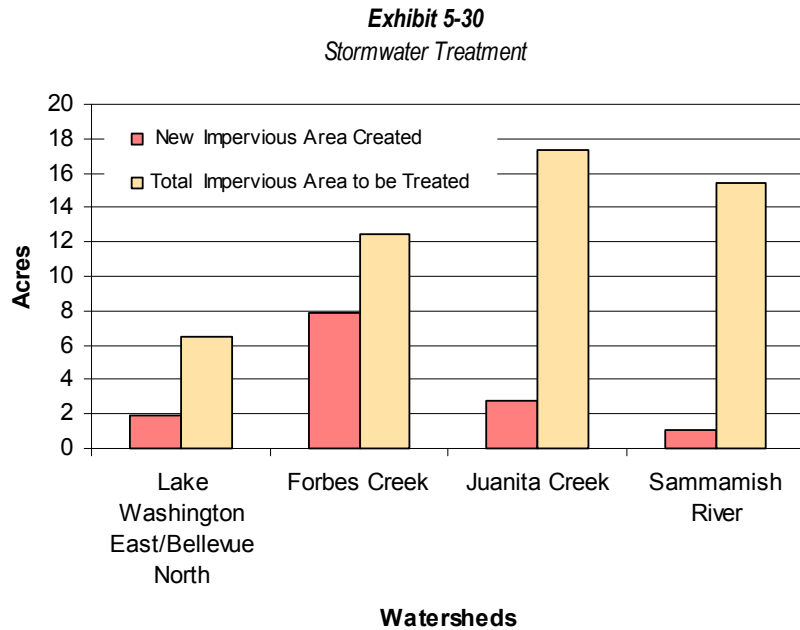 Exhibit 5-30
Stormwater Treatment
20
18
16
14
12
10
8
6
4
2
0
Acres
New Impervious Area Created
Total Impervious Area to be Treated
Lake
Washington
East/Bellevue
North
Forbes Creek
Juanita Creek
Sammamish
River
Watersheds